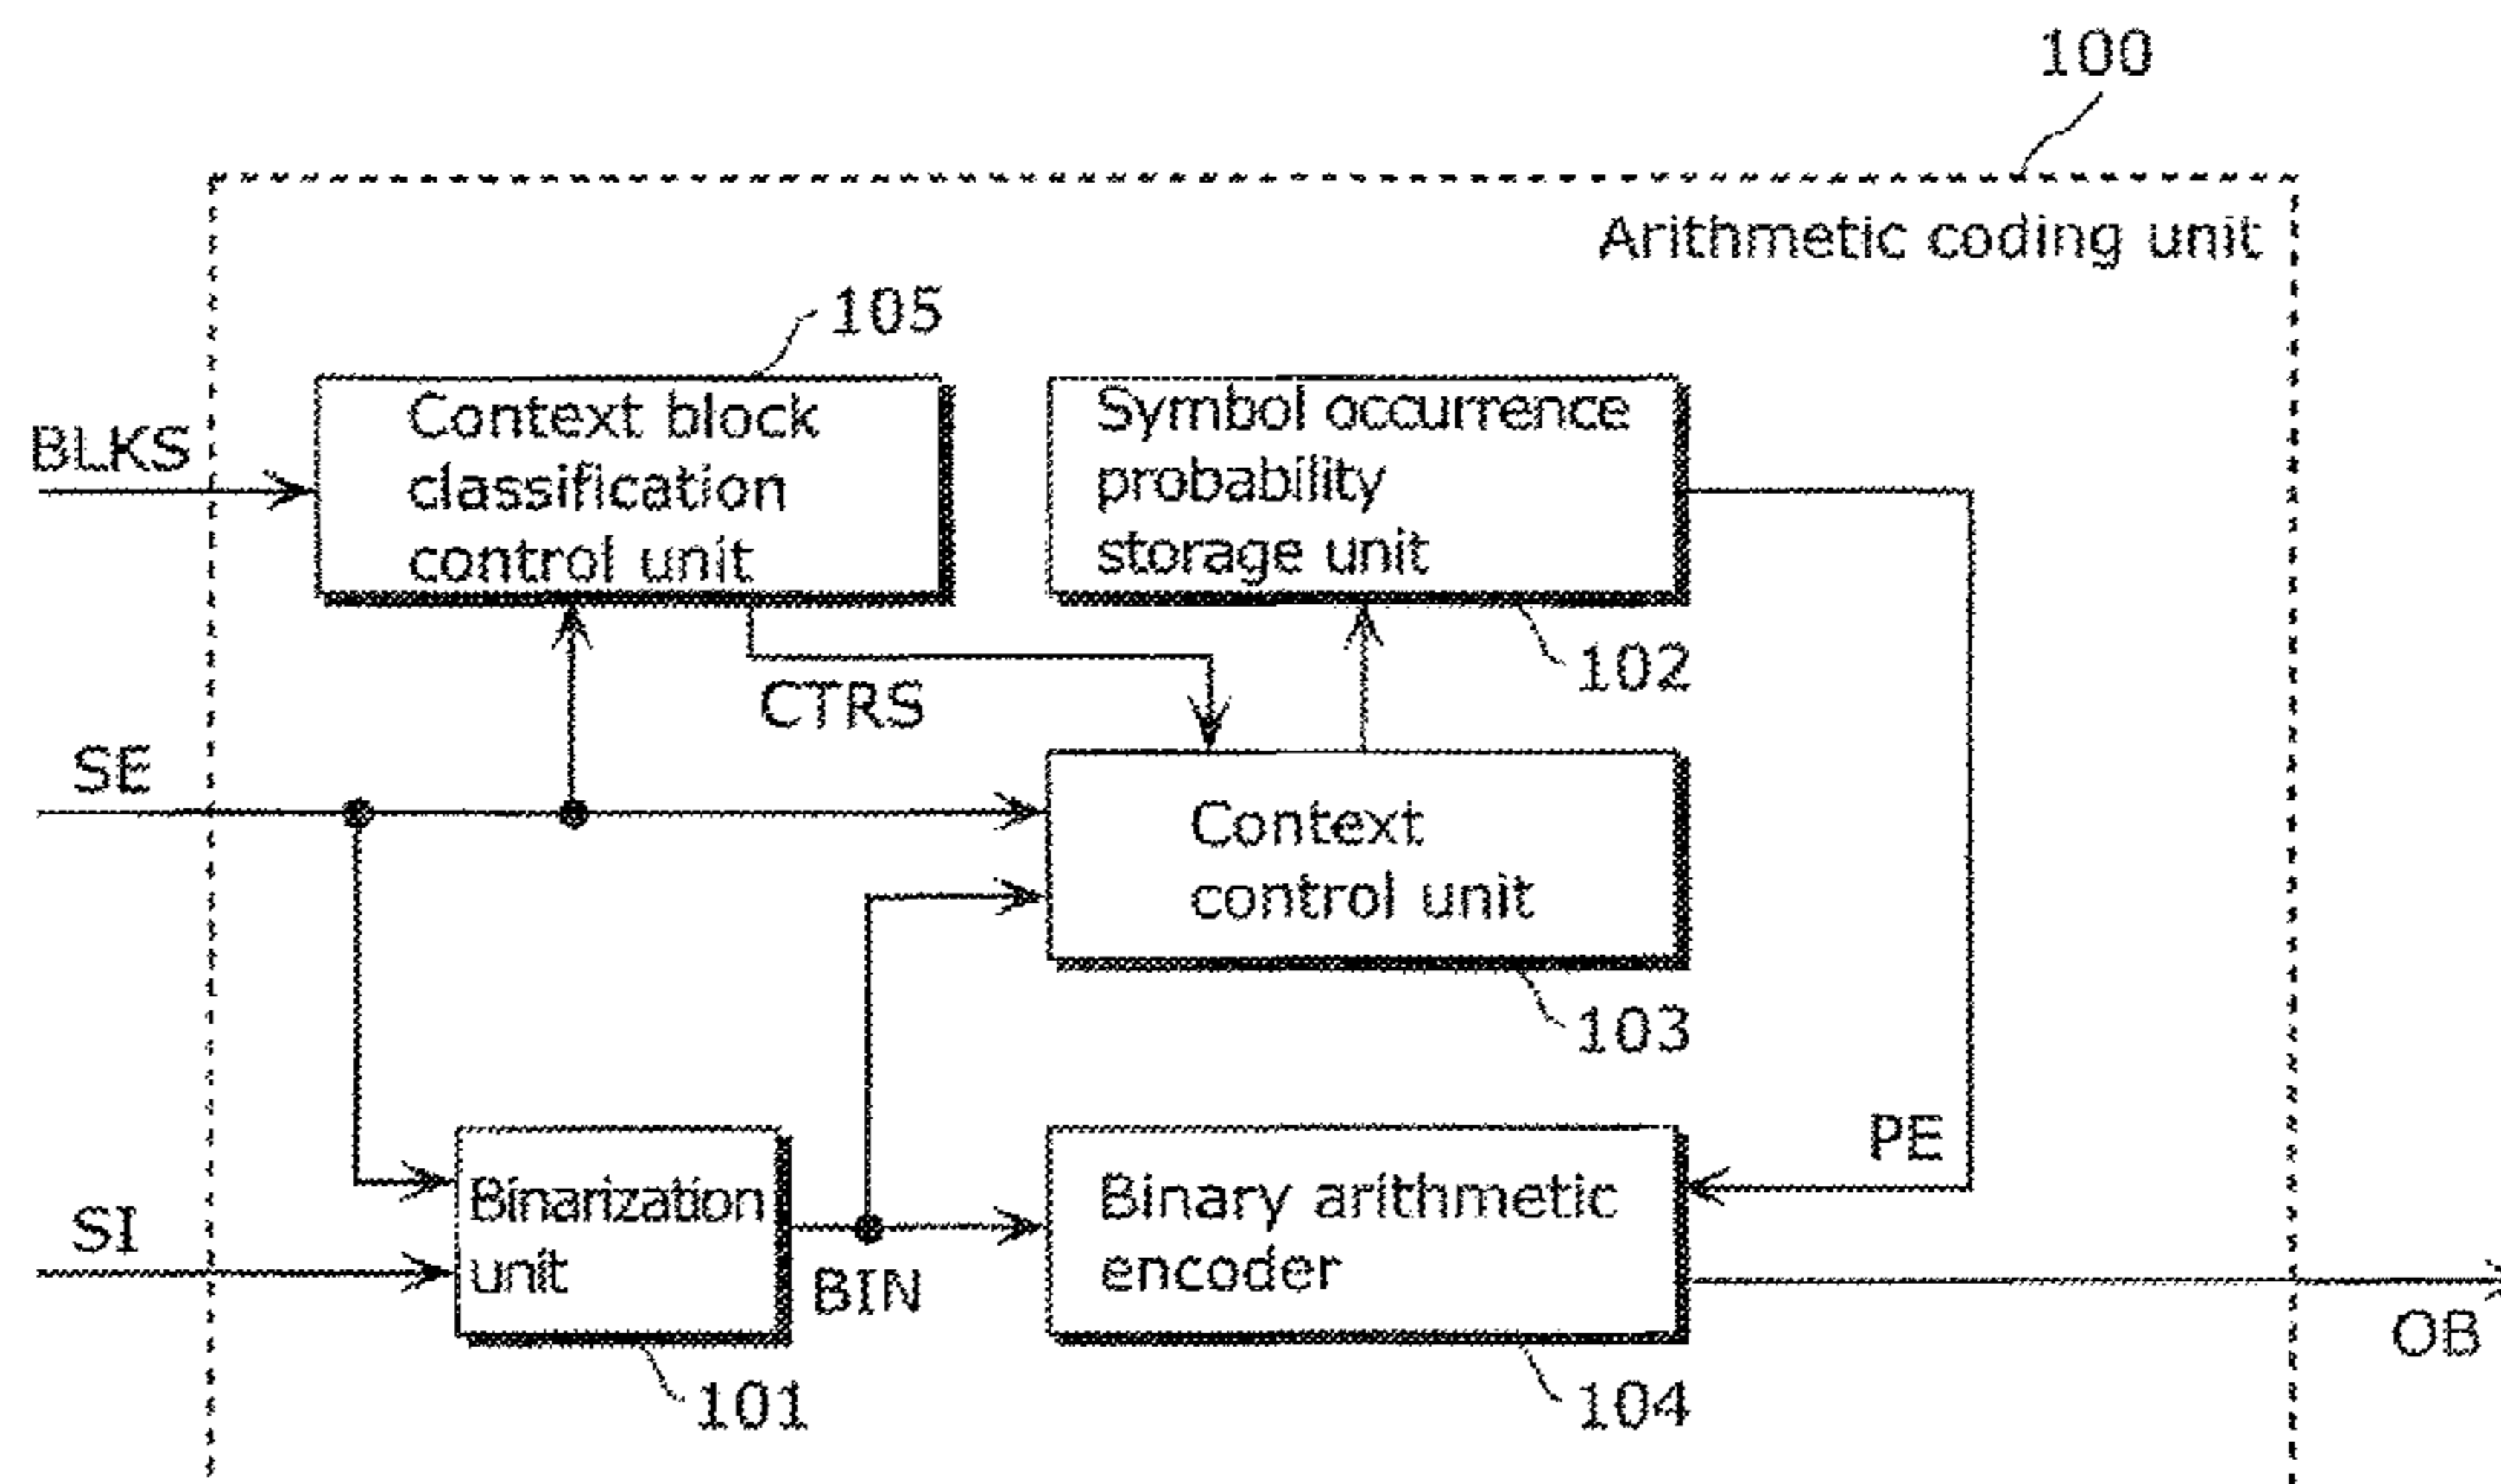 100
Arithmetic coding unit
105
Context block
classification
control unit
Symbol occurrence
probability
storage unit
BLKS
102
CTRS
SE
Context
control unit
103
PE
Binarization
unit
Binary arithmetic
encoder
SI
BIN
OB
101
104